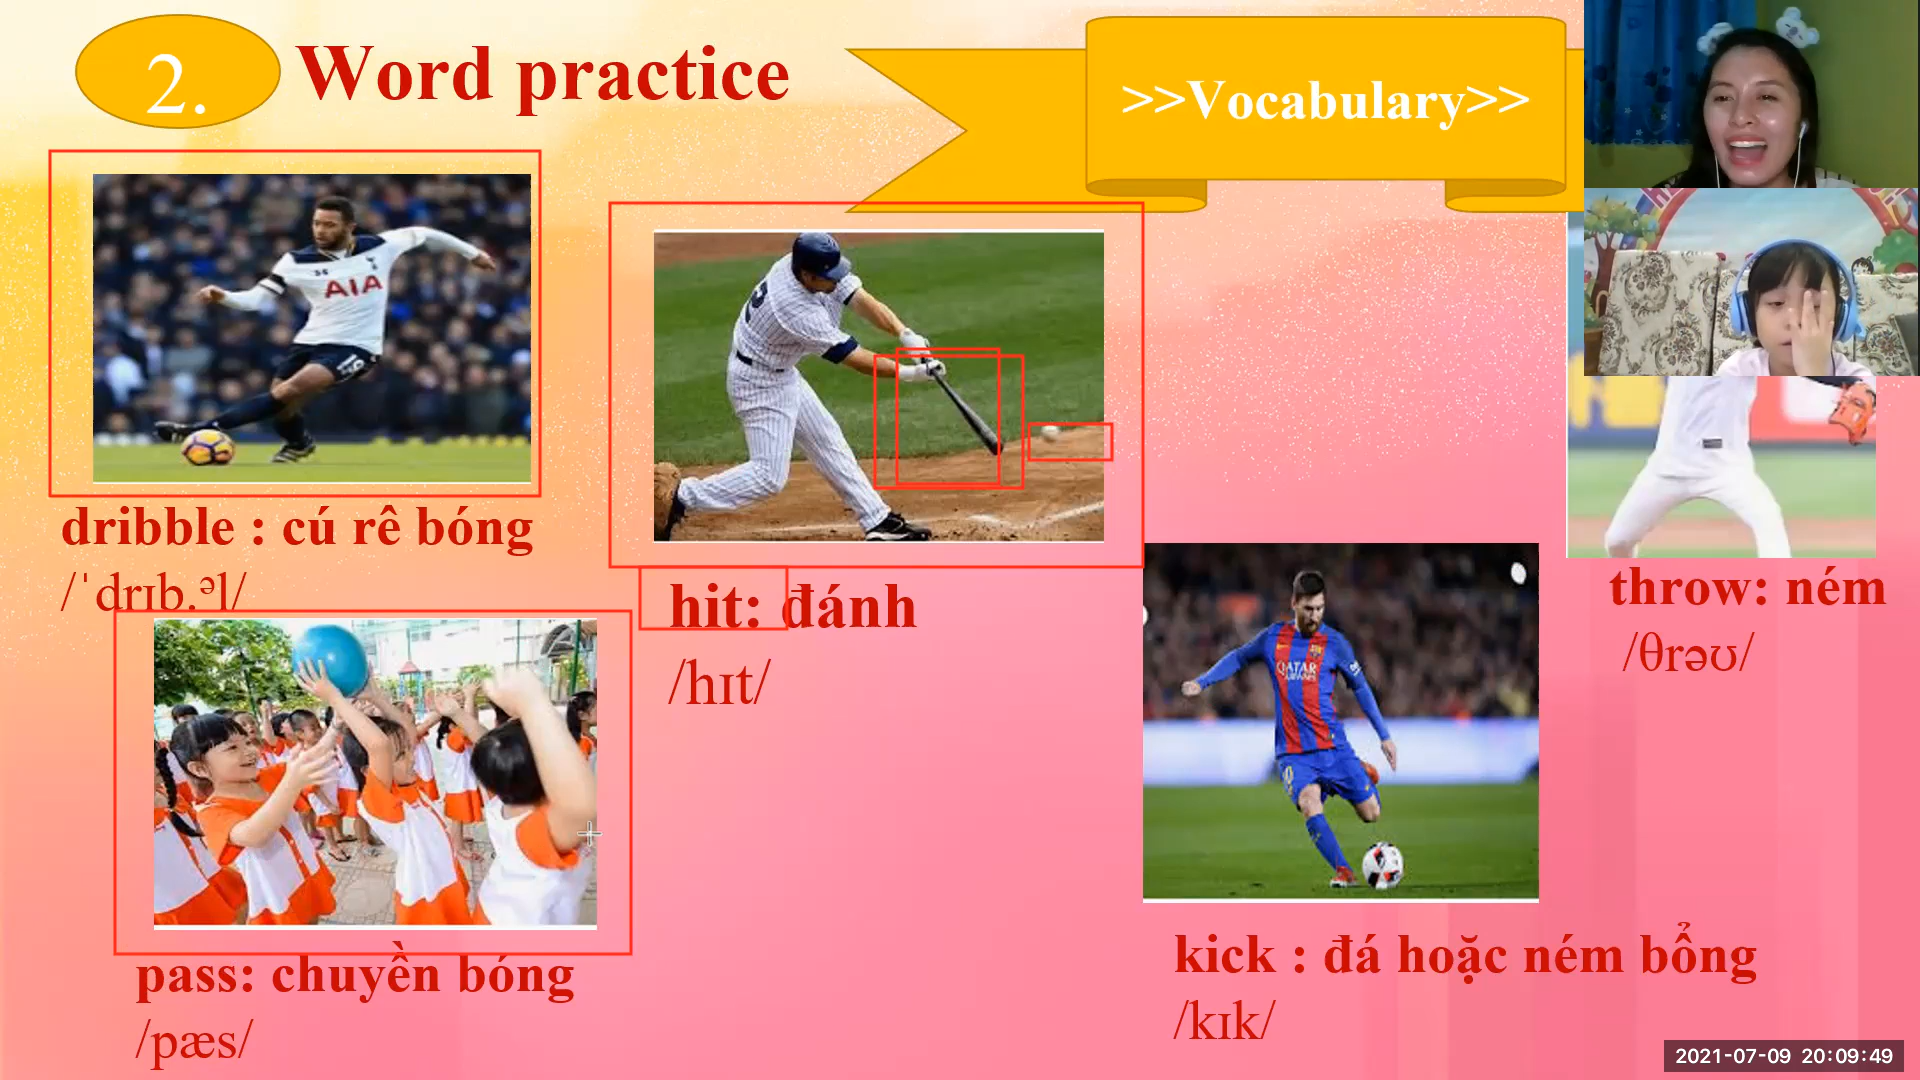 2.
Word practice
>>Vocabulary>>
AIA
dribble : cú rê bóng
/ˈdrɪb.ᵊl/
hit: đánh
/hɪt/
throw: ném
/θrəʊ/
QATAR
AIRWAYS
pass: chuyền bóng
/pæs/
kick : đá hoặc ném bổng
/kɪk/
2021-07-09 20:09:49